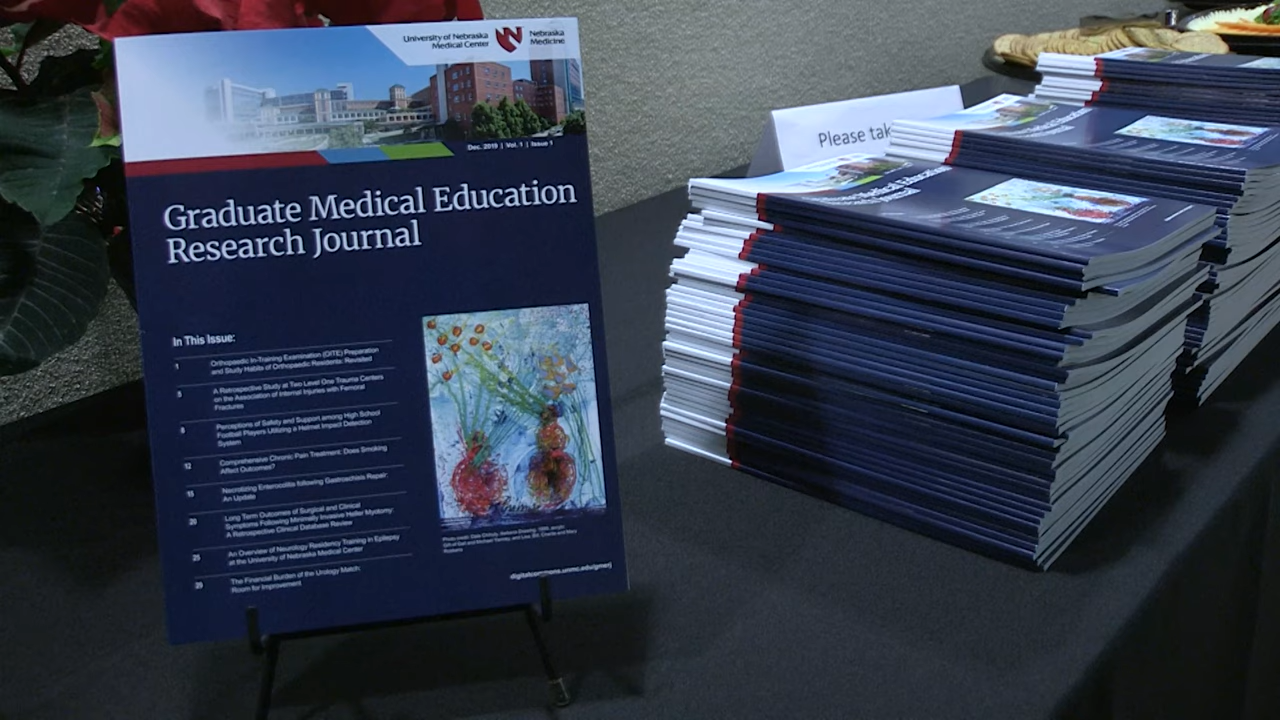 University of Nebraska
Medical Center
Nebraska
Medicine
Dec. 2019 | Vol. 1 | Issue 1
Graduate Medical Education
Research Journal
In This Issue:
1 Orthopaedic In-Training Examination (OITE) Preparation
and Study Habits of Orthopaedic Residents: Revisited
5 A Retrospective Study at Two Level One Trauma Centers
on the Association of Internal Injuries with Femoral
Fractures
8 Perceptions of Safety and Support among High School
Football Players Utilizing a Helmet Impact Detection
System
12 Comprehensive Chronic Pain Treatment: Does Smoking
Affect Outcomes?
15 Necrotizing Enterocolitis following Gastroschisis Repair:
An Update
20 Long Term Outcomes of Surgical and Clinical
Symptoms Following Minimally Invasive Heller Myotomy:
A Retrospective Clinical Database Review
25 An Overview of Neurology Residency Training in Epilepsy
at the University of Nebraska Medical Center
The Financial Burden of the Urology Match:
Room for Improvement
digitalcommons.unmc.edu/gmerj
Please tak
Medical Education